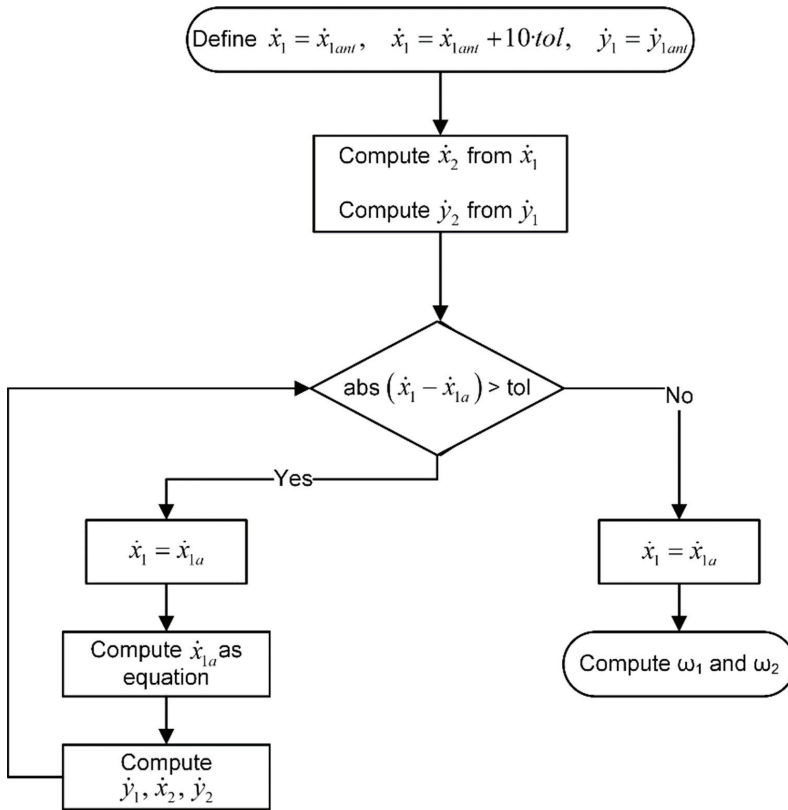 Define ẋ₁ = ẋ₁ₐₙₜ, ẋ₁ = ẋ₁ₐₙₜ + 10·tol, ẏ₁ = ẏ₁ₐₙₜ
Compute ẋ₂ from ẋ₁
Compute ẏ₂ from ẏ₁
abs (ẋ₁ − ẋ₁ₐ) > tol
No
Yes
ẋ₁ = ẋ₁ₐ
ẋ₁ = ẋ₁ₐ
Compute ẋ₁ₐ as
equation
Compute ω₁ and ω₂
Compute
ẏ₁, ẋ₂, ẏ₂